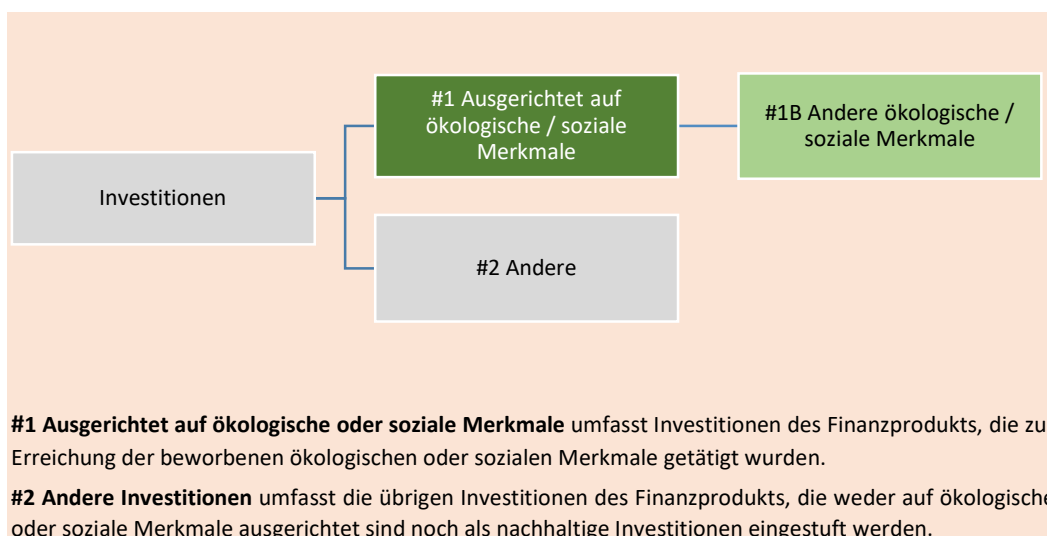 #1 Ausgerichtet auf
ökologische / soziale
Merkmale
#1B Andere ökologische /
soziale Merkmale
Investitionen
#2 Andere
#1 Ausgerichtet auf ökologische oder soziale Merkmale umfasst Investitionen des Finanzprodukts, die zu
Erreichung der beworbenen ökologischen oder sozialen Merkmale getätigt wurden.
#2 Andere Investitionen umfasst die übrigen Investitionen des Finanzprodukts, die weder auf ökologische
oder soziale Merkmale ausgerichtet sind noch als nachhaltige Investitionen eingestuft werden.